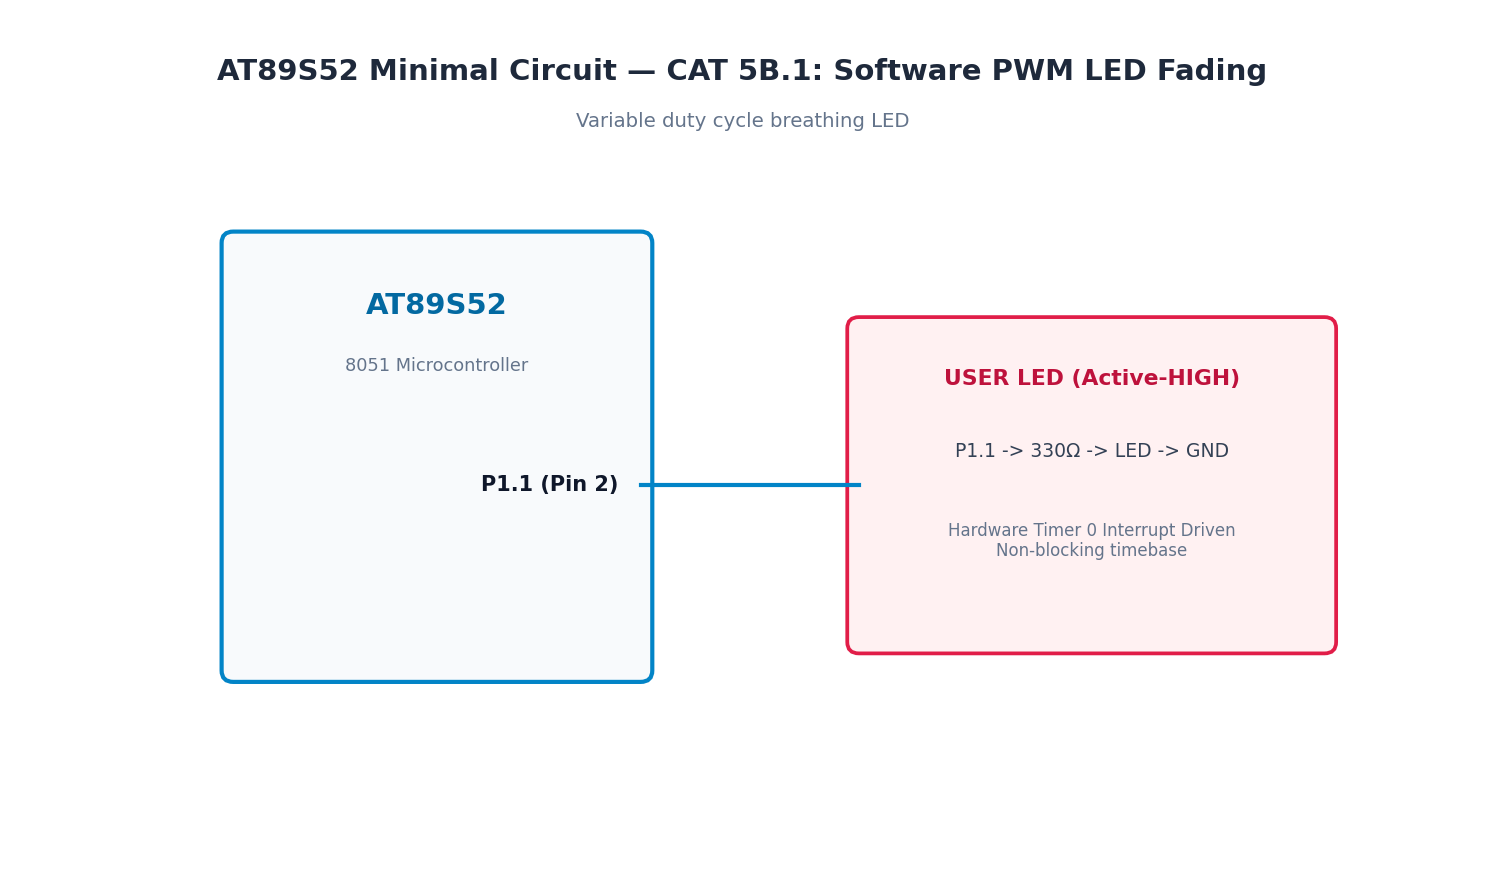 AT89S52 Minimal Circuit — CAT 5B.1: Software PWM LED Fading
Variable duty cycle breathing LED
AT89S52
8051 Microcontroller
P1.1 (Pin 2)
USER LED (Active-HIGH)
P1.1 -> 330Ω -> LED -> GND
Hardware Timer 0 Interrupt Driven
Non-blocking timebase